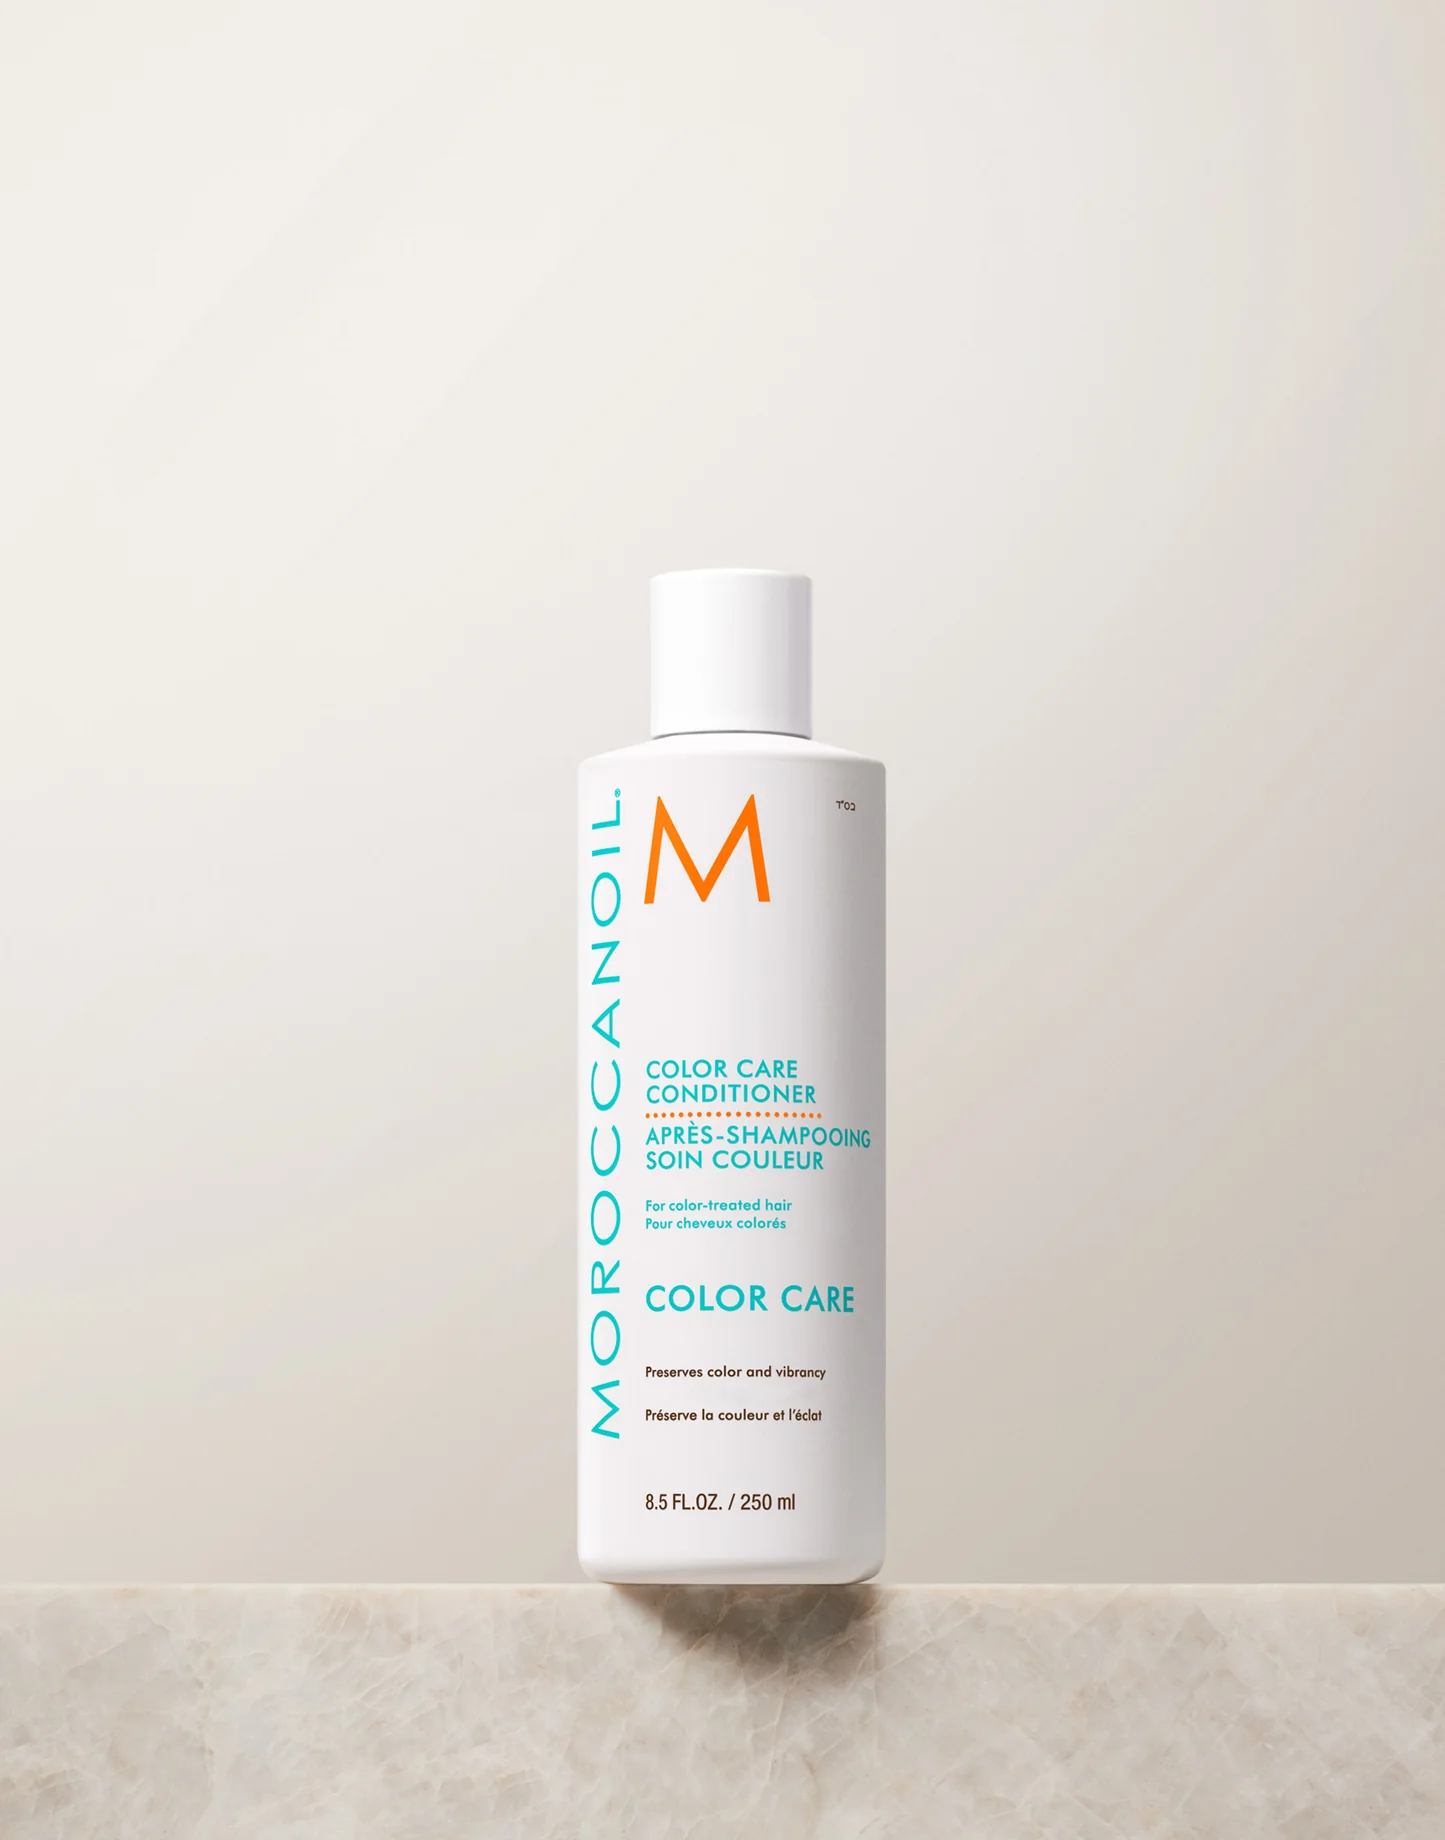 MOROCCANOIL®
M
בס"ד
COLOR CARE
CONDITIONER
APRÈS-SHAMPOOING
SOIN COULEUR
For color-treated hair
Pour cheveux colorés
COLOR CARE
Preserves color and vibrancy
Préserve la couleur et l'éclat
8.5 FL.OZ. / 250 ml